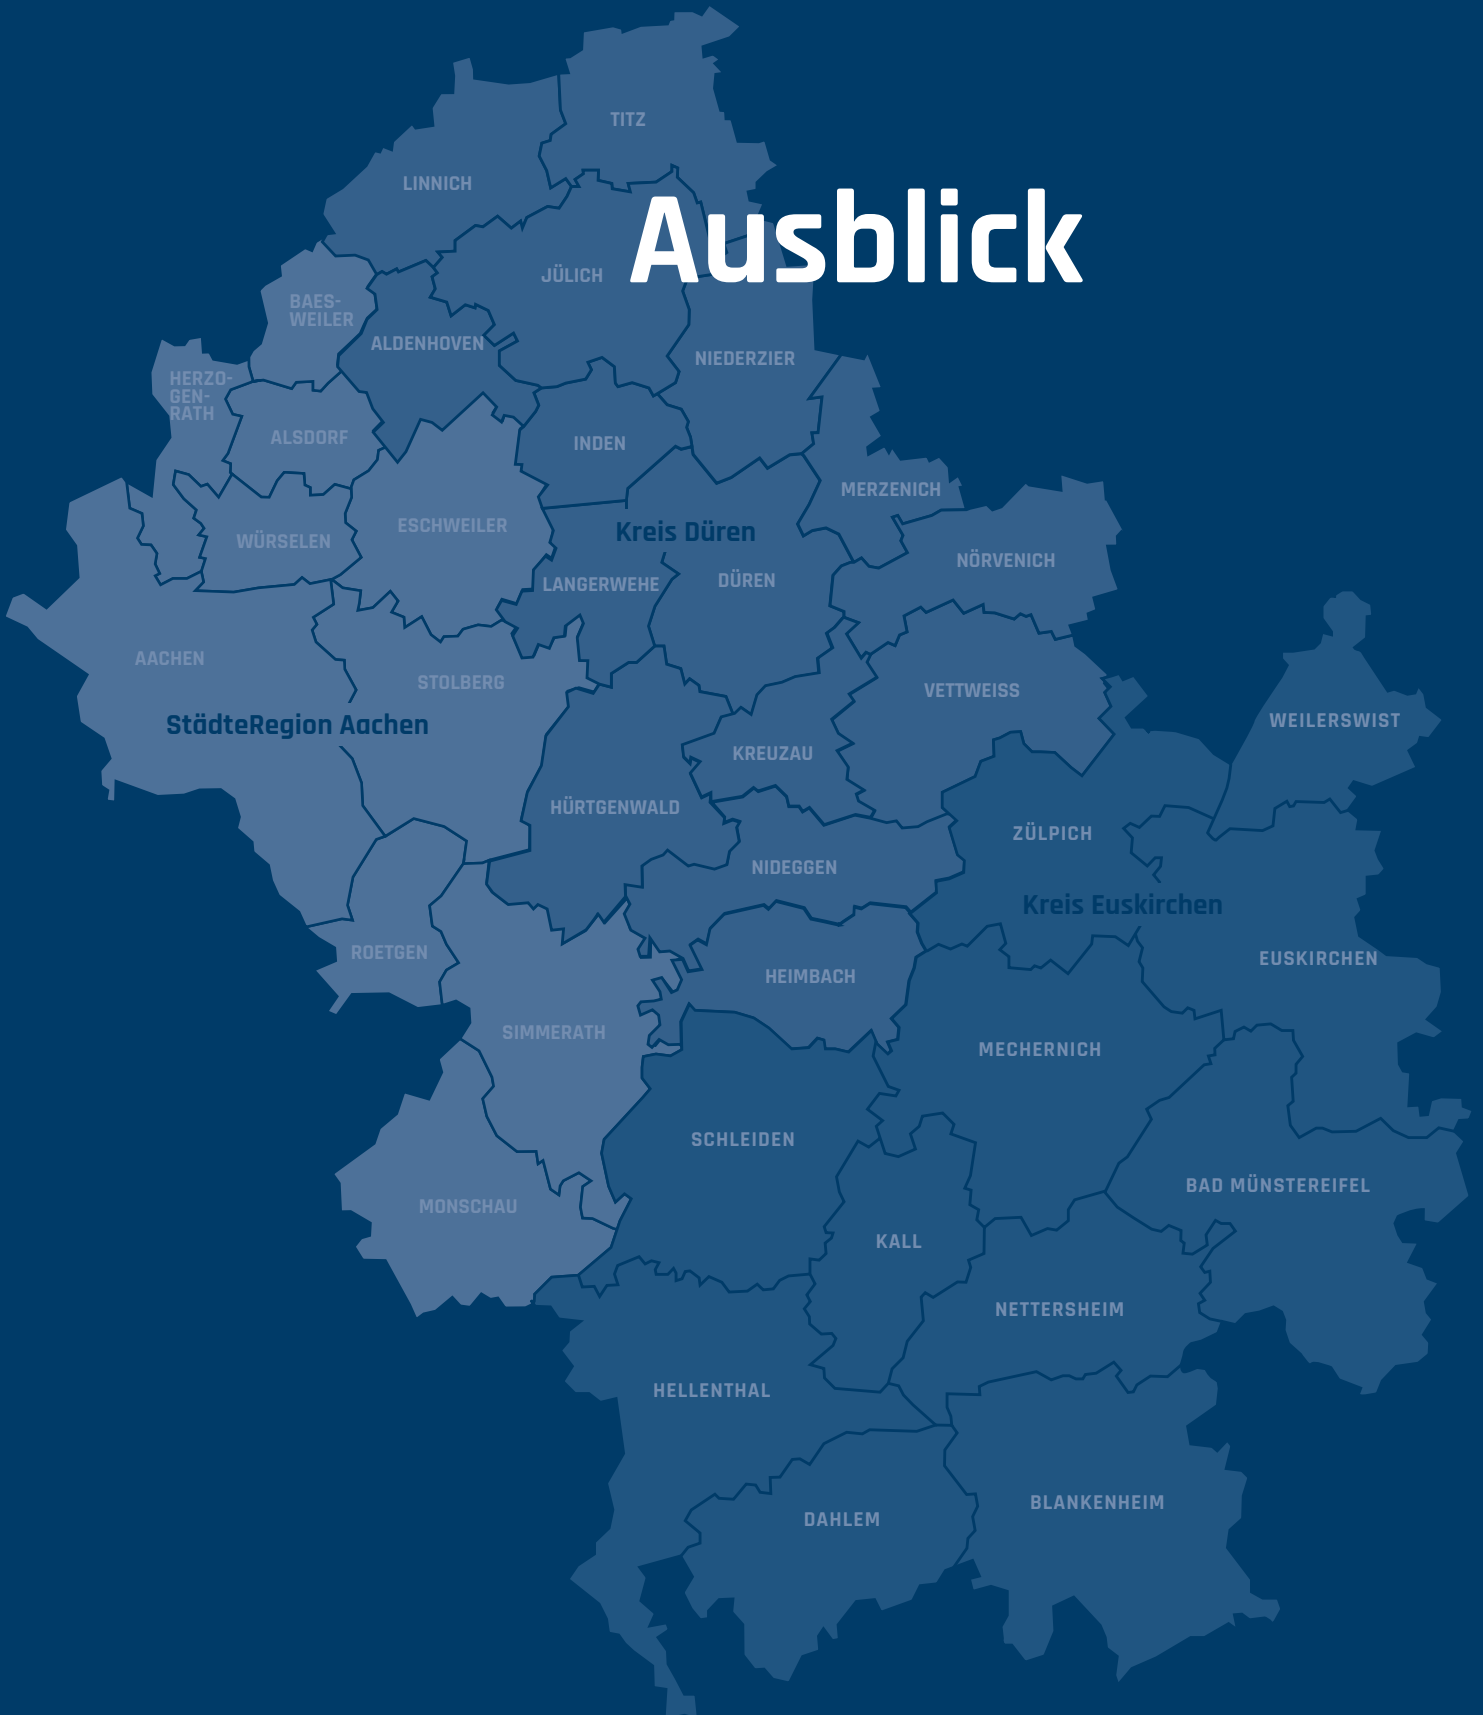 TITZ
LINNICH
Ausblick
JÜLICH
BAES-
WEILER
ALDENHOVEN
NIEDERZIER
HERZO-
GEN-
RATH
ALSDORF
INDEN
MERZENICH
ESCHWEILER
Kreis Düren
WÜRSELEN
NÖRVENICH
LANGERWEHE
DÜREN
AACHEN
STOLBERG
VETTWEISS
WEILERSWIST
StädteRegion Aachen
KREUZAU
HÜRTGENWALD
ZÜLPICH
NIDEGGEN
Kreis Euskirchen
ROETGEN
EUSKIRCHEN
HEIMBACH
SIMMERATH
MECHERNICH
SCHLEIDEN
BAD MÜNSTEREIFEL
MONSCHAU
KALL
NETTERSHEIM
HELLENTHAL
BLANKENHEIM
DAHLEM